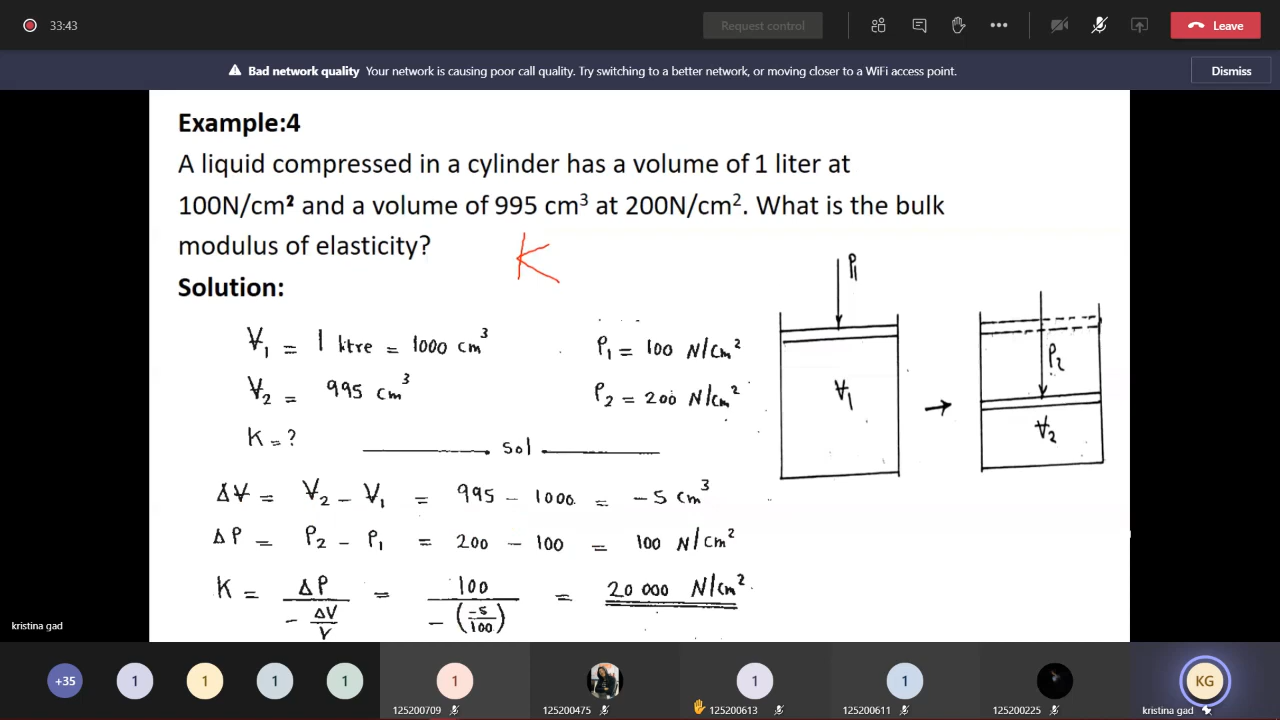 33:43
Request control
Leave
Bad network quality Your network is causing poor call quality. Try switching to a better network, or moving closer to a WiFi access point.
Dismiss
Example:4
A liquid compressed in a cylinder has a volume of 1 liter at
100N/cm² and a volume of 995 cm³ at 200N/cm². What is the bulk
modulus of elasticity?
K
Solution:
V₁ = 1 litre = 1000 cm³
P₁ = 100 N/cm²
V₂ = 995 cm³
P₂ = 200 N/cm²
K = ?
sol
ΔV = V₂ - V₁ = 995 - 1000 = -5 cm³
ΔP = P₂ - P₁ = 200 - 100 = 100 N/cm²
K = ΔP / - ΔV/V = 100 / - (-5/100) = 20 000 N/cm²
P₁
V₁
P₂
V₂
kristina gad
+35
1
1
1
1
1
125200709
125200475
1
125200613
1
125200611
125200225
KG
kristina gad